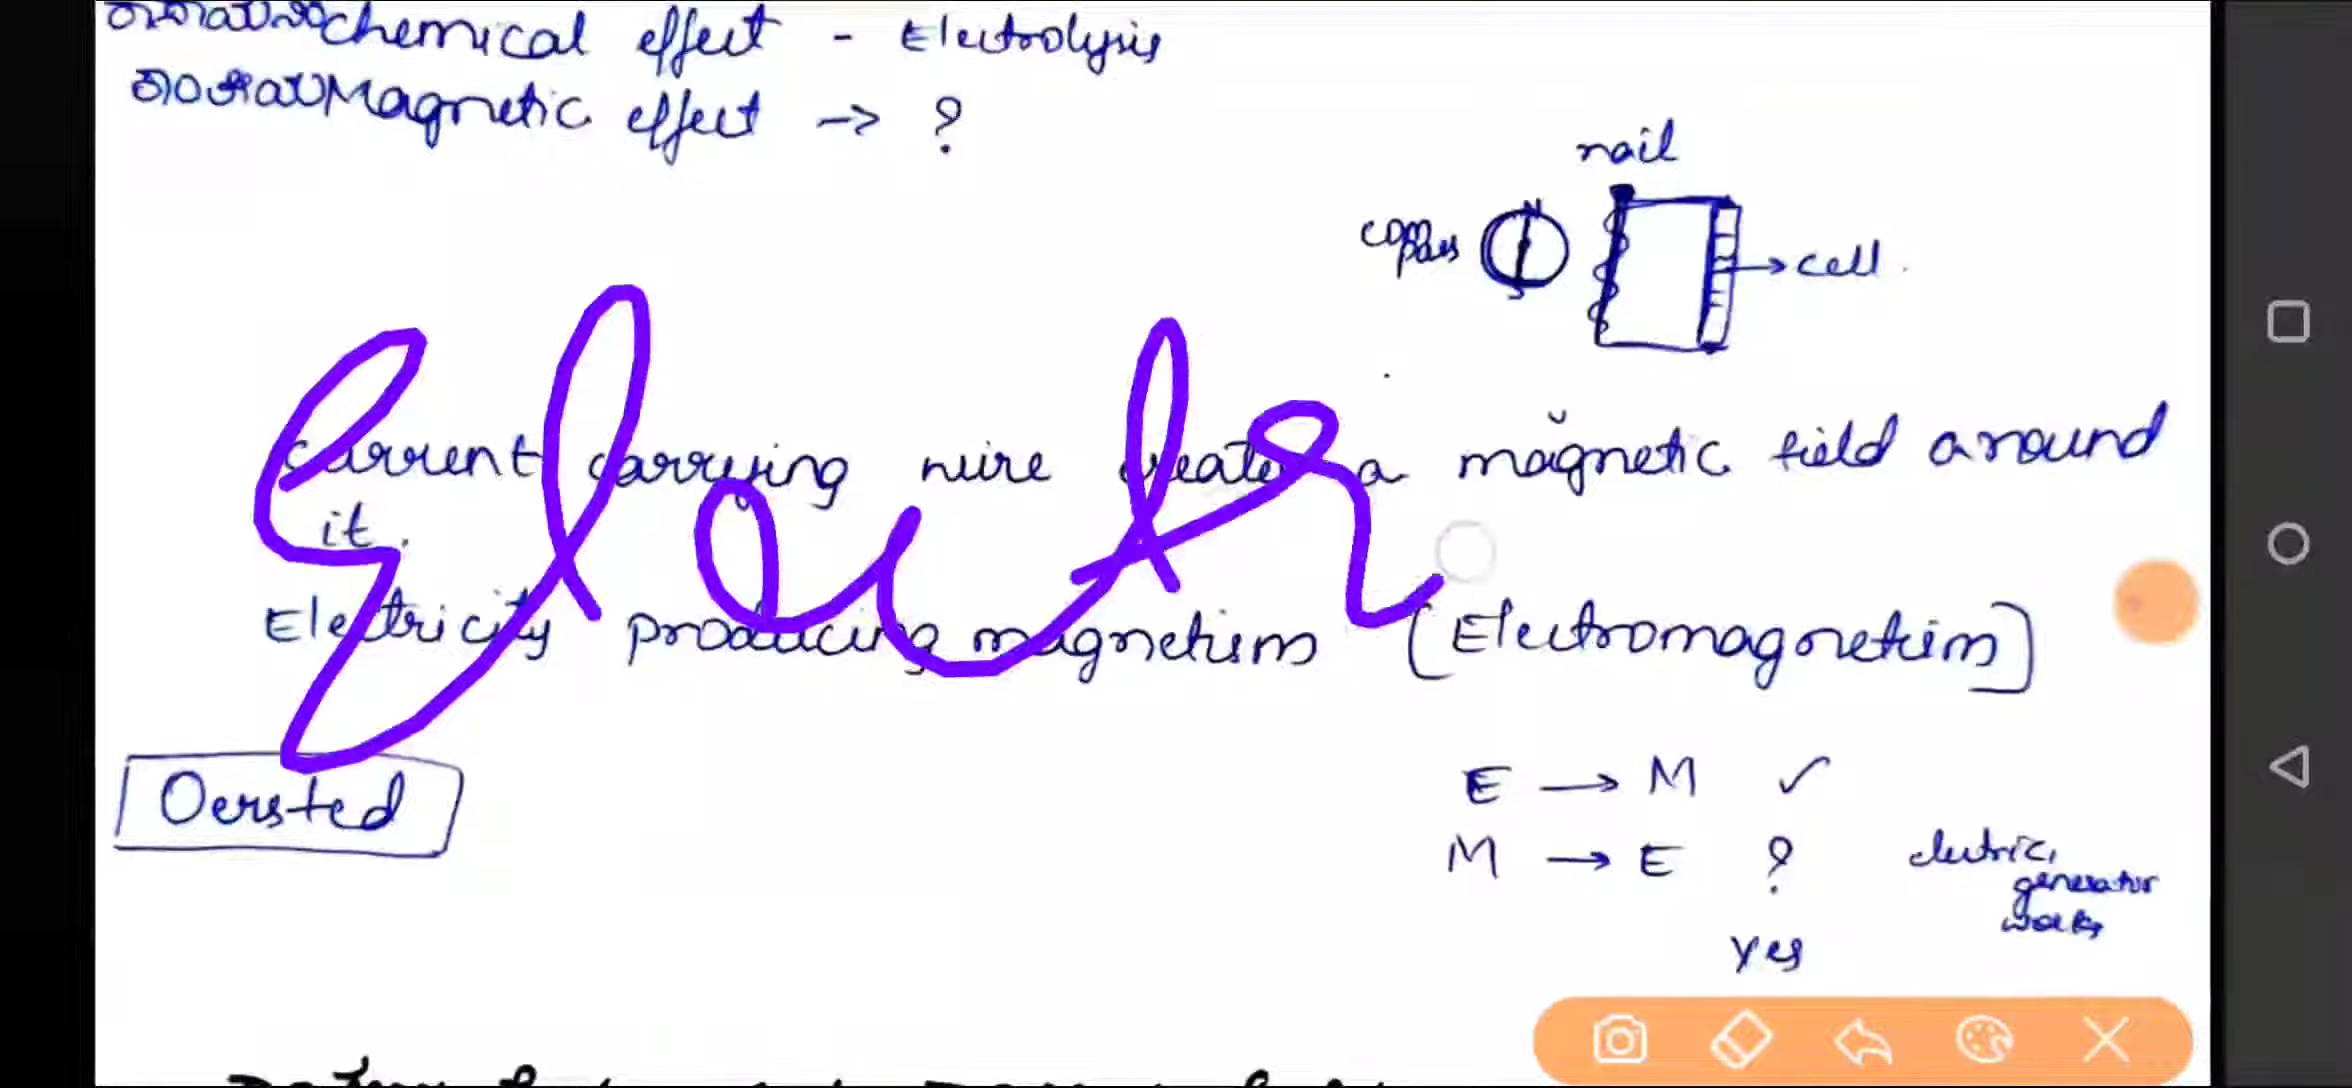 chemical effect - Electrolysis
Magnetic effect -> ?
nail
cell
N
S
current carrying wire creates a magnetic field around
it.
Electricity producing magnetism [Electromagnetism]
Oersted
E → M ✓
M → E ?
electric
generator
works
yes